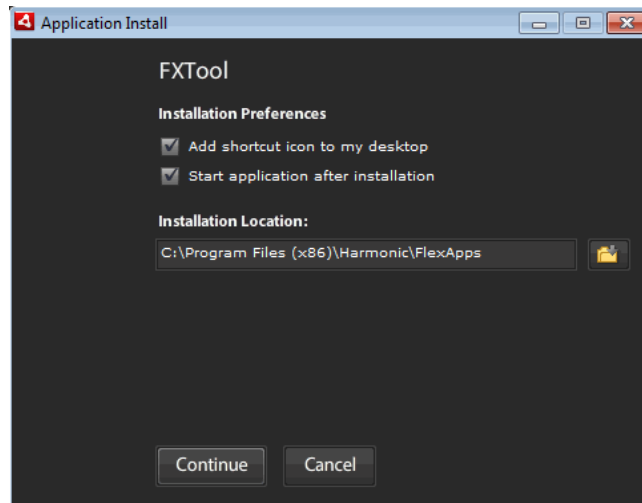 Application Install
FXTool
Installation Preferences
Add shortcut icon to my desktop
Start application after installation
Installation Location:
C:\Program Files (x86)\Harmonic\FlexApps
Continue
Cancel